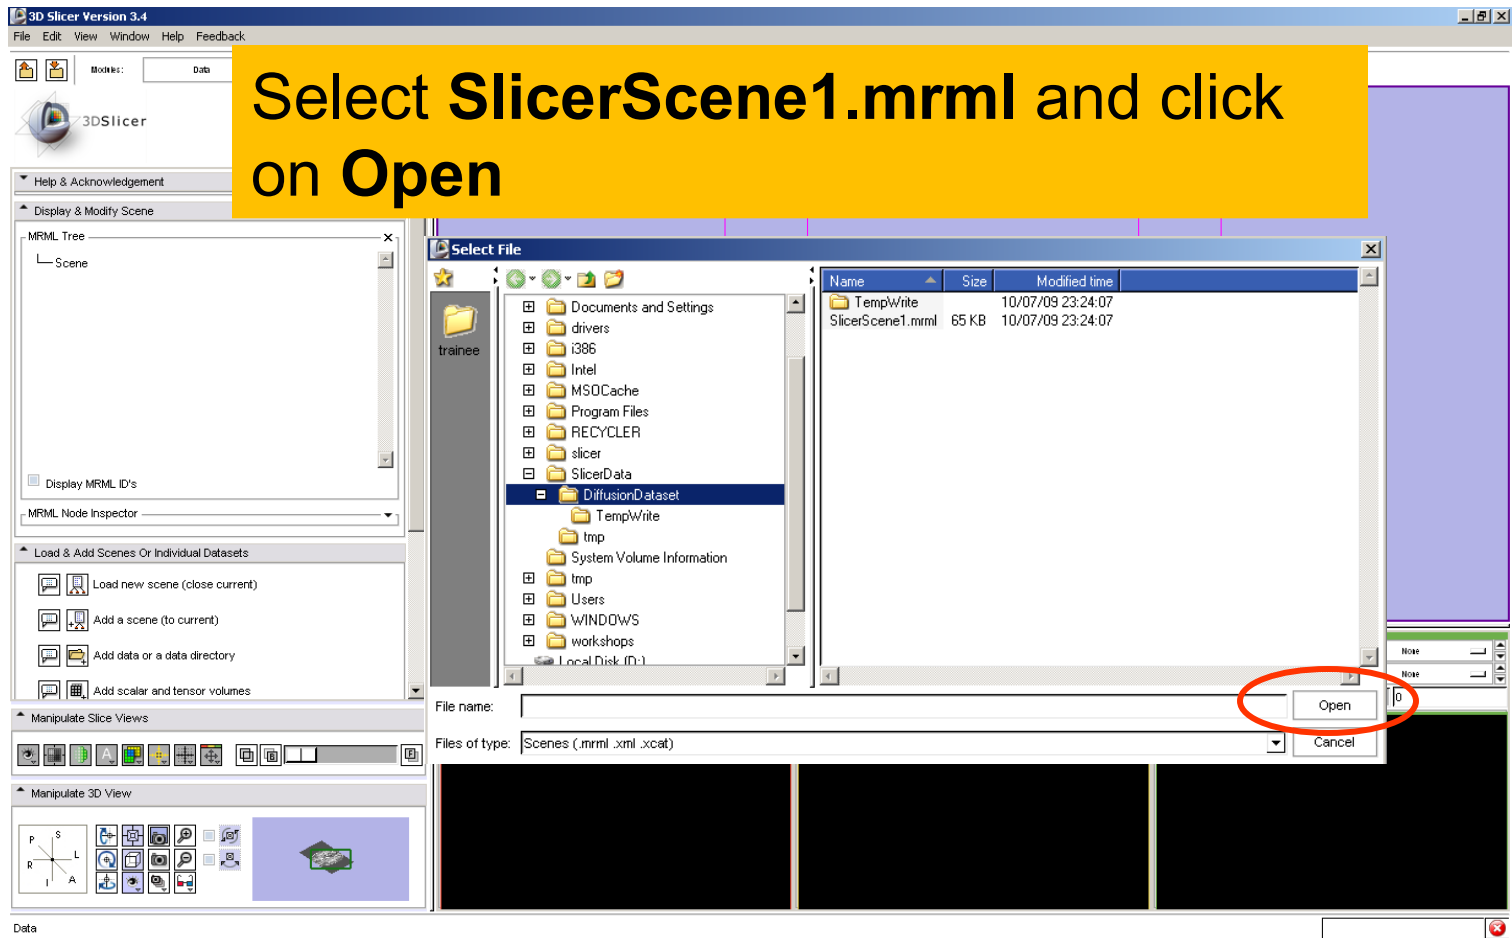 3D Slicer Version 3.4
File Edit View Window Help Feedback
Modules: Data
Select SlicerScene1.mrml and click
on Open
3DSlicer
Help & Acknowledgement
Display & Modify Scene
MRML Tree
Scene
Display MRML ID's
MRML Node Inspector
Load & Add Scenes Or Individual Datasets
Load new scene (close current)
Add a scene (to current)
Add data or a data directory
Add scalar and tensor volumes
Manipulate Slice Views
Manipulate 3D View
P S
R L
I A
Select File
trainee
Documents and Settings
drivers
i386
Intel
MSOCache
Program Files
RECYCLER
slicer
SlicerData
DiffusionDataset
TempWrite
tmp
System Volume Information
tmp
Users
WINDOWS
workshops
Local Disk (D:)
Name Size Modified time
TempWrite 10/07/09 23:24:07
SlicerScene1.mrml 65 KB 10/07/09 23:24:07
File name: Open
Files of type: Scenes (.mrml .xml .xcat) Cancel
None
None
0
Data